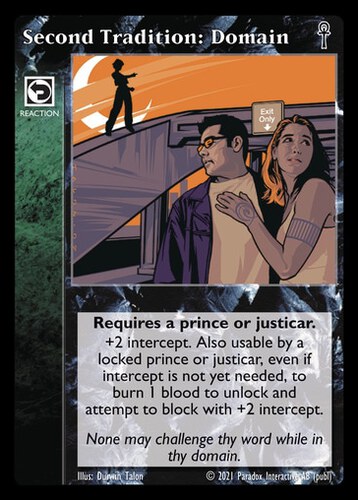 Second Tradition: Domain
REACTION
Exit
Only
Requires a prince or justicar.
+2 intercept. Also usable by a
locked prince or justicar, even if
intercept is not yet needed, to
burn 1 blood to unlock and
attempt to block with +2 intercept.
None may challenge thy word while in
thy domain.
Illus: Durwin Talon © 2021 Paradox Interactive AB (publ)